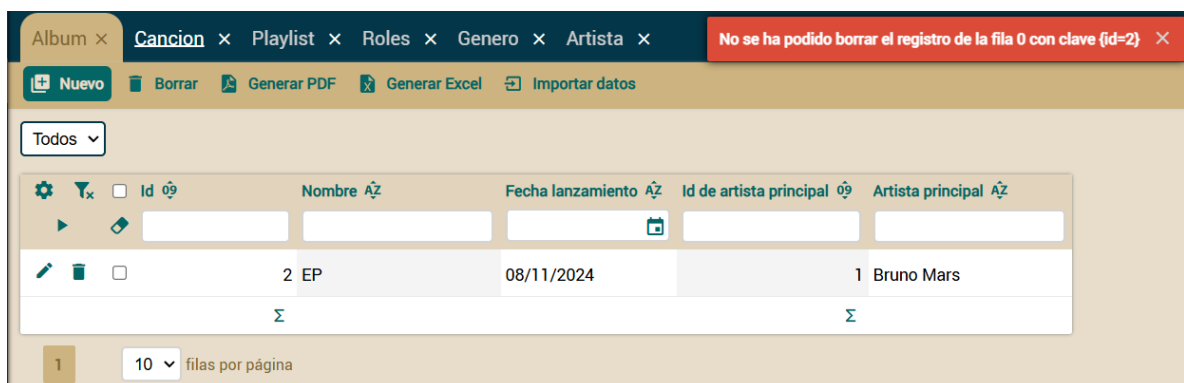 Album × Cancion × Playlist × Roles × Genero × Artista × No se ha podido borrar el registro de la fila 0 con clave {id=2} ×
Nuevo Borrar Generar PDF Generar Excel Importar datos
Todos
Id Nombre Fecha lanzamiento Id de artista principal Artista principal
2 EP 08/11/2024 1 Bruno Mars
Σ Σ
1 10 filas por página